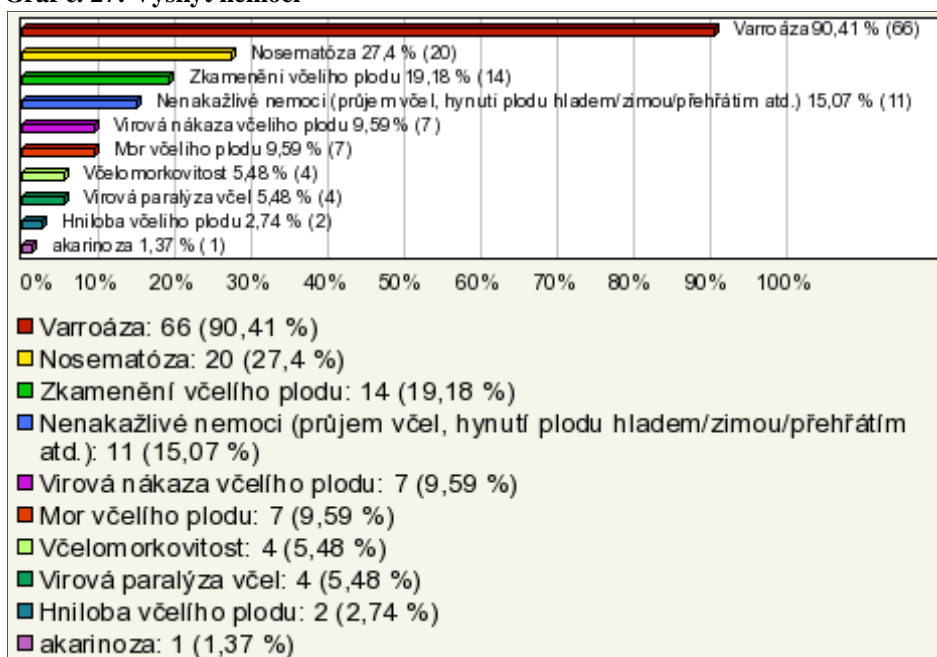 Graf č. 27: Výskyt nemocí
Varroáza 90,41 % (66)
Nosematóza 27,4 % (20)
Zkamenění včelího plodu 19,18 % (14)
Nenakažlivé nemoci (průjem včel, hynutí plodu hladem/zimou/přehřátím atd.) 15,07 % (11)
Virová nákaza včelího plodu 9,59 % (7)
Mor včelího plodu 9,59 % (7)
Včelomorkovitost 5,48 % (4)
Virová paralýza včel 5,48 % (4)
Hniloba včelího plodu 2,74 % (2)
akarinoza 1,37 % (1)
0% 10% 20% 30% 40% 50% 60% 70% 80% 90% 100%
Varroáza: 66 (90,41 %)
Nosematóza: 20 (27,4 %)
Zkamenění včelího plodu: 14 (19,18 %)
Nenakažlivé nemoci (průjem včel, hynutí plodu hladem/zimou/přehřátím
atd.): 11 (15,07 %)
Virová nákaza včelího plodu: 7 (9,59 %)
Mor včelího plodu: 7 (9,59 %)
Včelomorkovitost: 4 (5,48 %)
Virová paralýza včel: 4 (5,48 %)
Hniloba včelího plodu: 2 (2,74 %)
akarinoza: 1 (1,37 %)